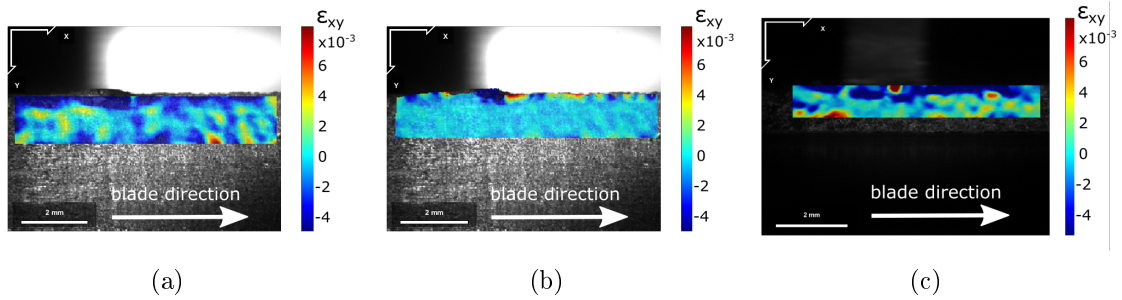 X
Y
εxy
x10⁻³
6
4
2
0
-2
-4
blade direction
2 mm
(a)
X
Y
εxy
x10⁻³
6
4
2
0
-2
-4
blade direction
2 mm
(b)
X
Y
εxy
x10⁻³
6
4
2
0
-2
-4
blade direction
2 mm
(c)